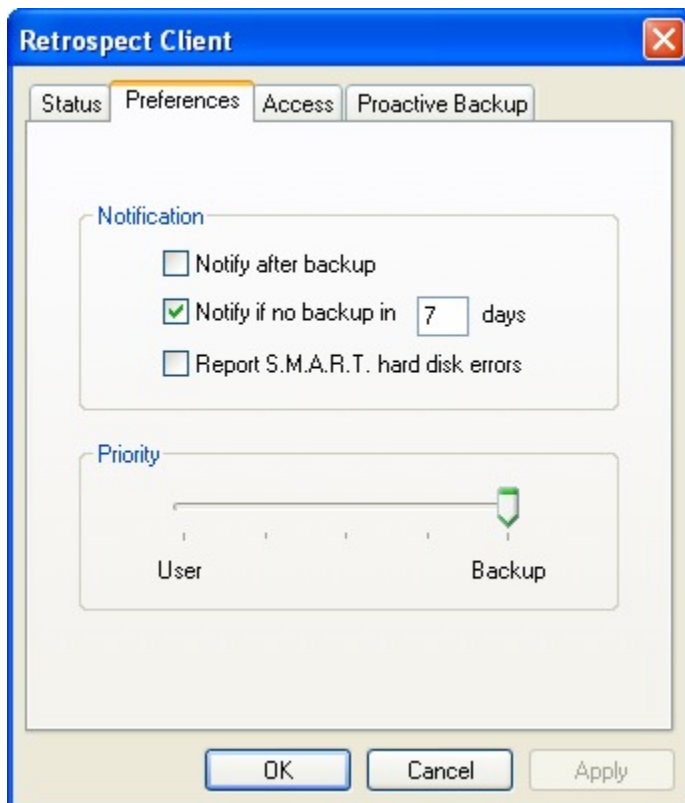 Retrospect Client
Status Preferences Access Proactive Backup
Notification
Notify after backup
Notify if no backup in 7 days
Report S.M.A.R.T. hard disk errors
Priority
User Backup
OK Cancel Apply